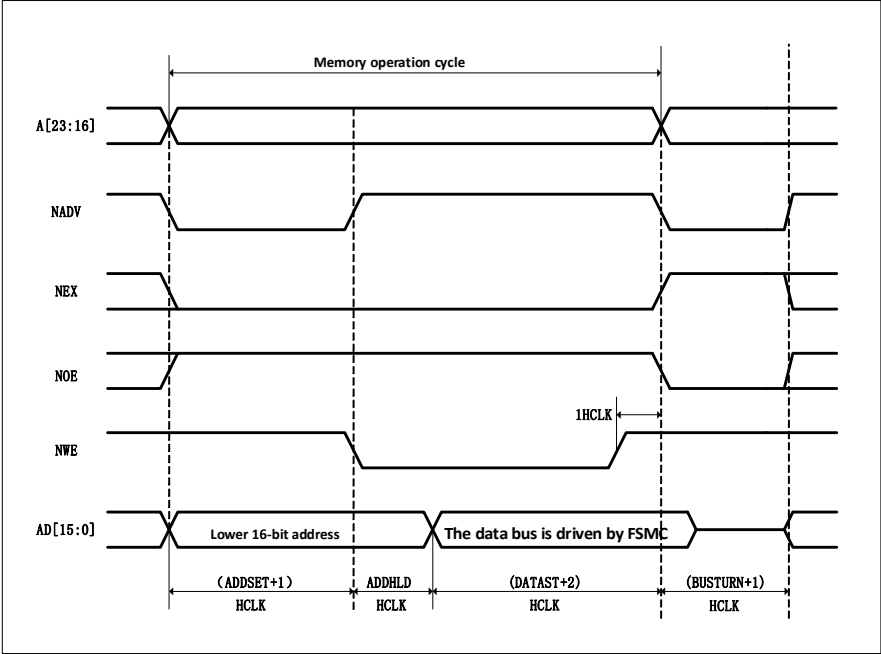 Memory operation cycle
A[23:16]
NADV
NEX
NOE
1HCLK
NWE
AD[15:0]
Lower 16-bit address
The data bus is driven by FSMC
(ADDSET+1)
ADDHLD
(DATAST+2)
(BUSTURN+1)
HCLK
HCLK
HCLK
HCLK